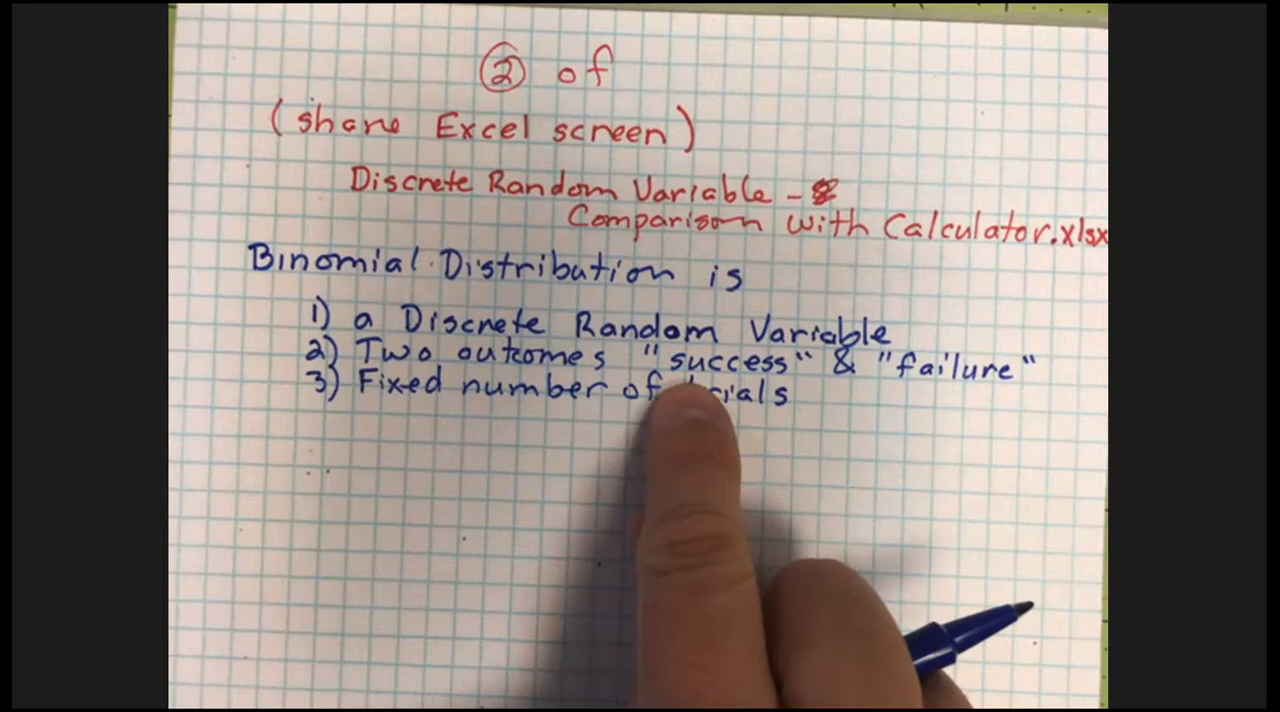 ② of
(share Excel screen)
Discrete Random Variable -
Comparison with Calculator.xlsx
Binomial Distribution is
1) a Discrete Random Variable
2) Two outcomes "success" & "failure"
3) Fixed number of trials